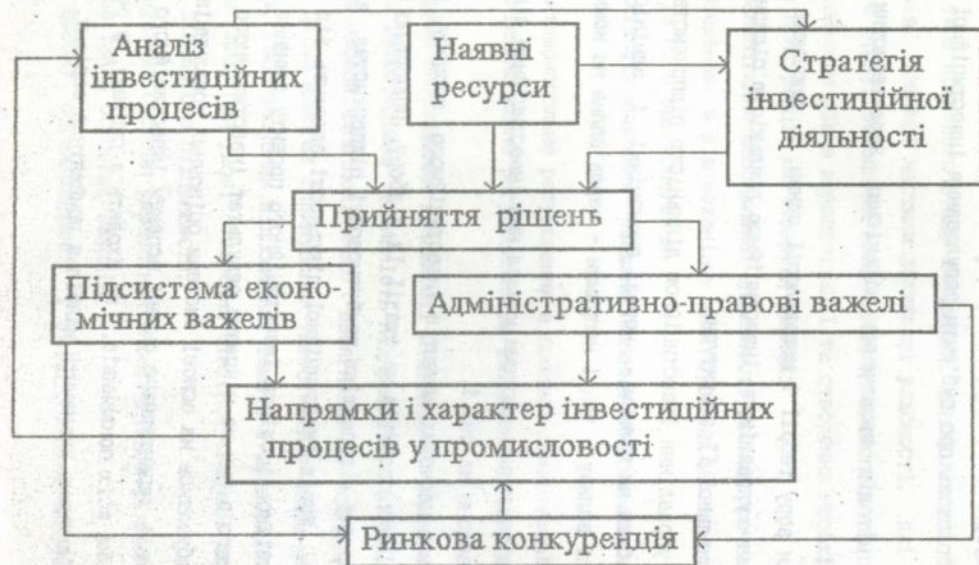 Аналіз
інвестиційних
процесів
Наявні
ресурси
Стратегія
інвестиційної
діяльності
Прийняття рішень
Підсистема еконо-
мічних важелів
Адміністративно-правові важелі
Напрямки і характер інвестиційних
процесів у промисловості
Ринкова конкуренція